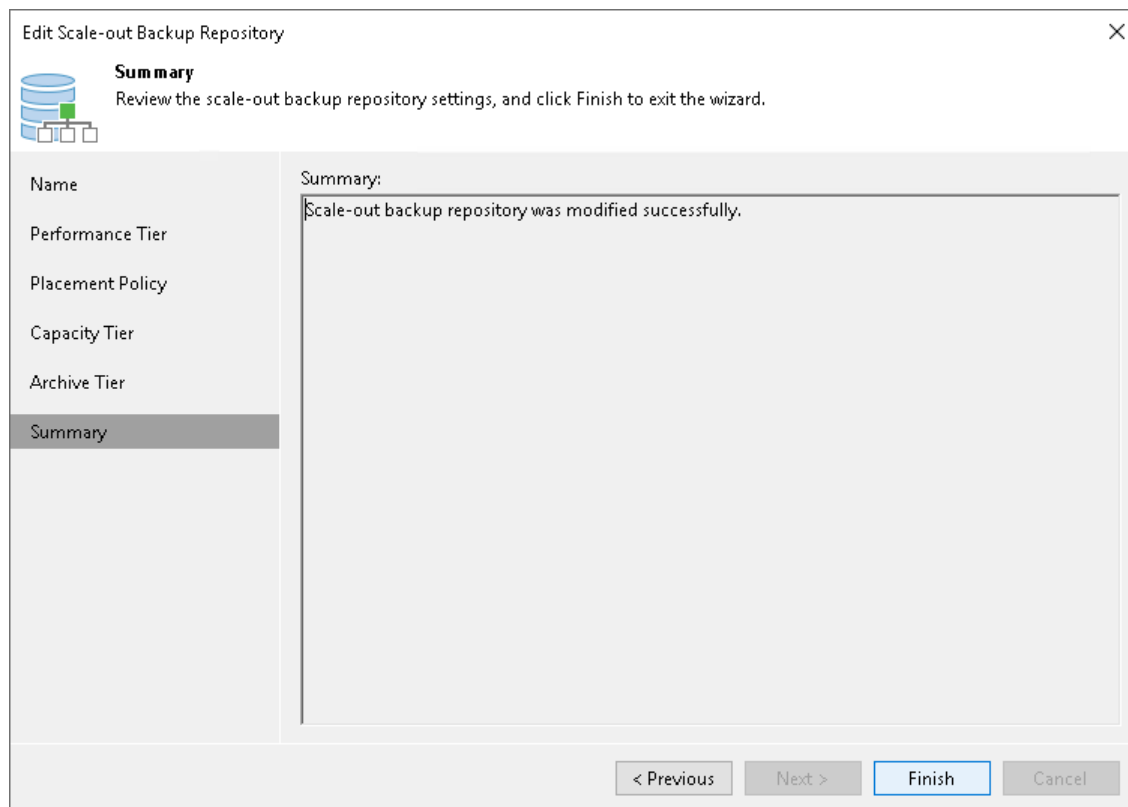 Edit Scale-out Backup Repository
Summary
Review the scale-out backup repository settings, and click Finish to exit the wizard.
Name
Performance Tier
Placement Policy
Capacity Tier
Archive Tier
Summary
Summary:
Scale-out backup repository was modified successfully.
< Previous
Next >
Finish
Cancel